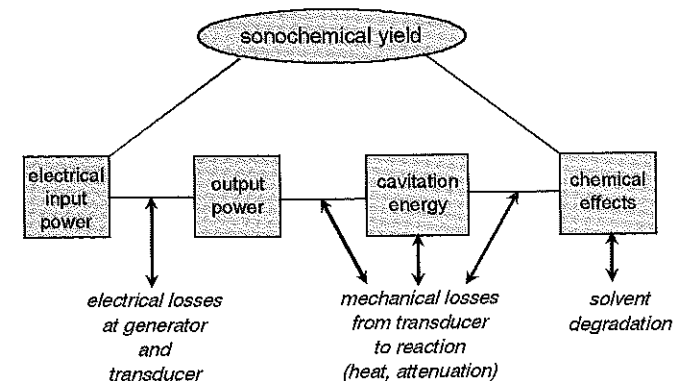 sonochemical yield
electrical
input
power
output
power
cavitation
energy
chemical
effects
electrical losses
at generator
and
transducer
mechanical losses
from transducer
to reaction
(heat, attenuation)
solvent
degradation